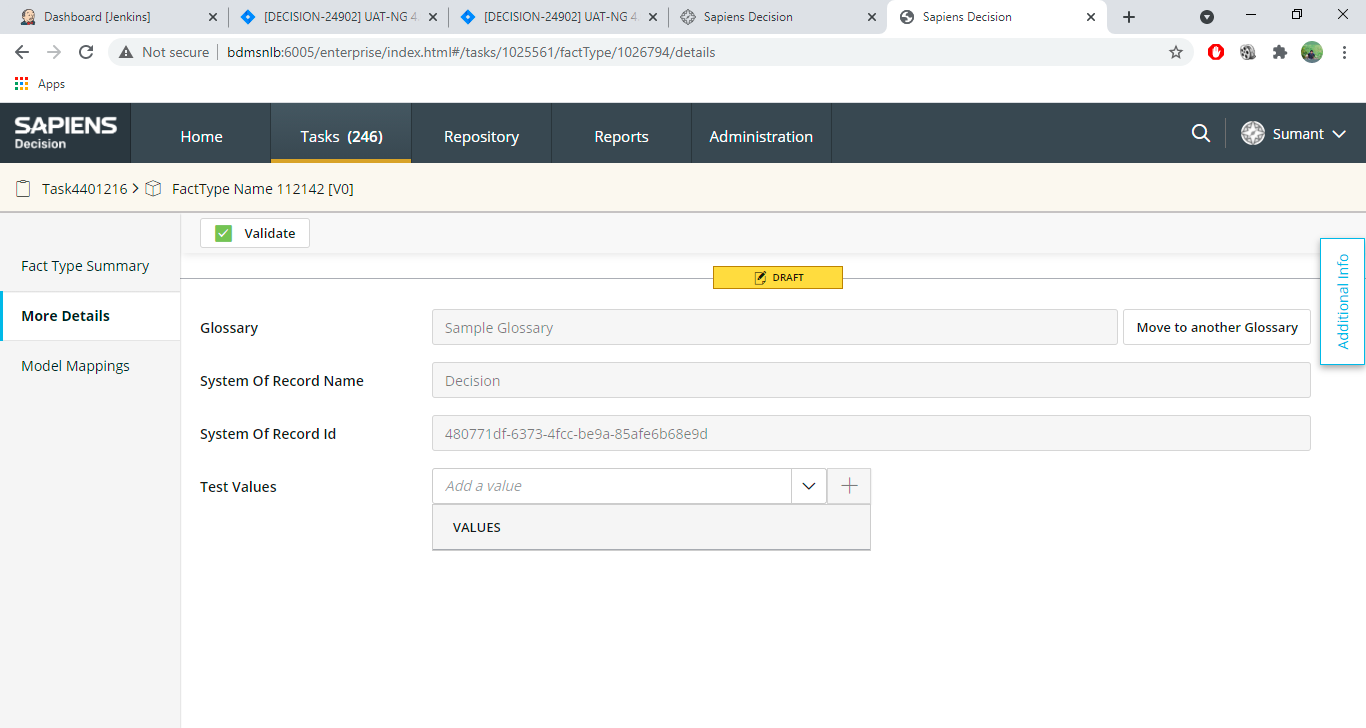 Dashboard [Jenkins]
[DECISION-24902] UAT-NG 4.
[DECISION-24902] UAT-NG 4.
Sapiens Decision
Sapiens Decision
Not secure
bdmsnlb:6005/enterprise/index.html#/tasks/1025561/factType/1026794/details
Apps
SAPIENS
Decision
Home
Tasks (246)
Repository
Reports
Administration
Sumant
Task4401216 > FactType Name 112142 [V0]
Validate
Fact Type Summary
More Details
Model Mappings
DRAFT
Additional Info
Glossary
Sample Glossary
Move to another Glossary
System Of Record Name
Decision
System Of Record Id
480771df-6373-4fcc-be9a-85afe6b68e9d
Test Values
Add a value
VALUES